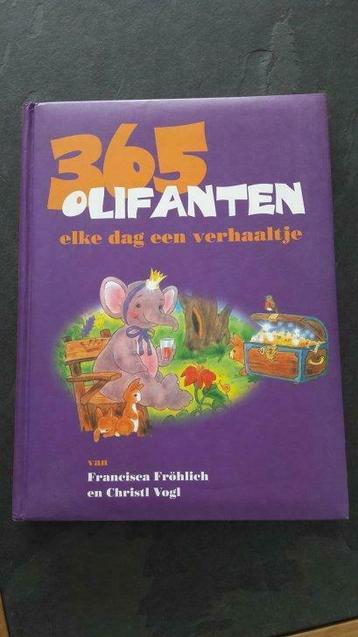 365
OLIFANTEN
elke dag een verhaaltje
van
Francisca Fröhlich
en Christl Vogl